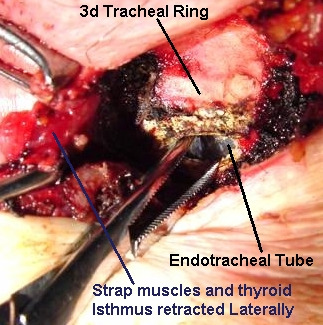 3d Tracheal Ring
Endotracheal Tube
Strap muscles and thyroid
Isthmus retracted Laterally